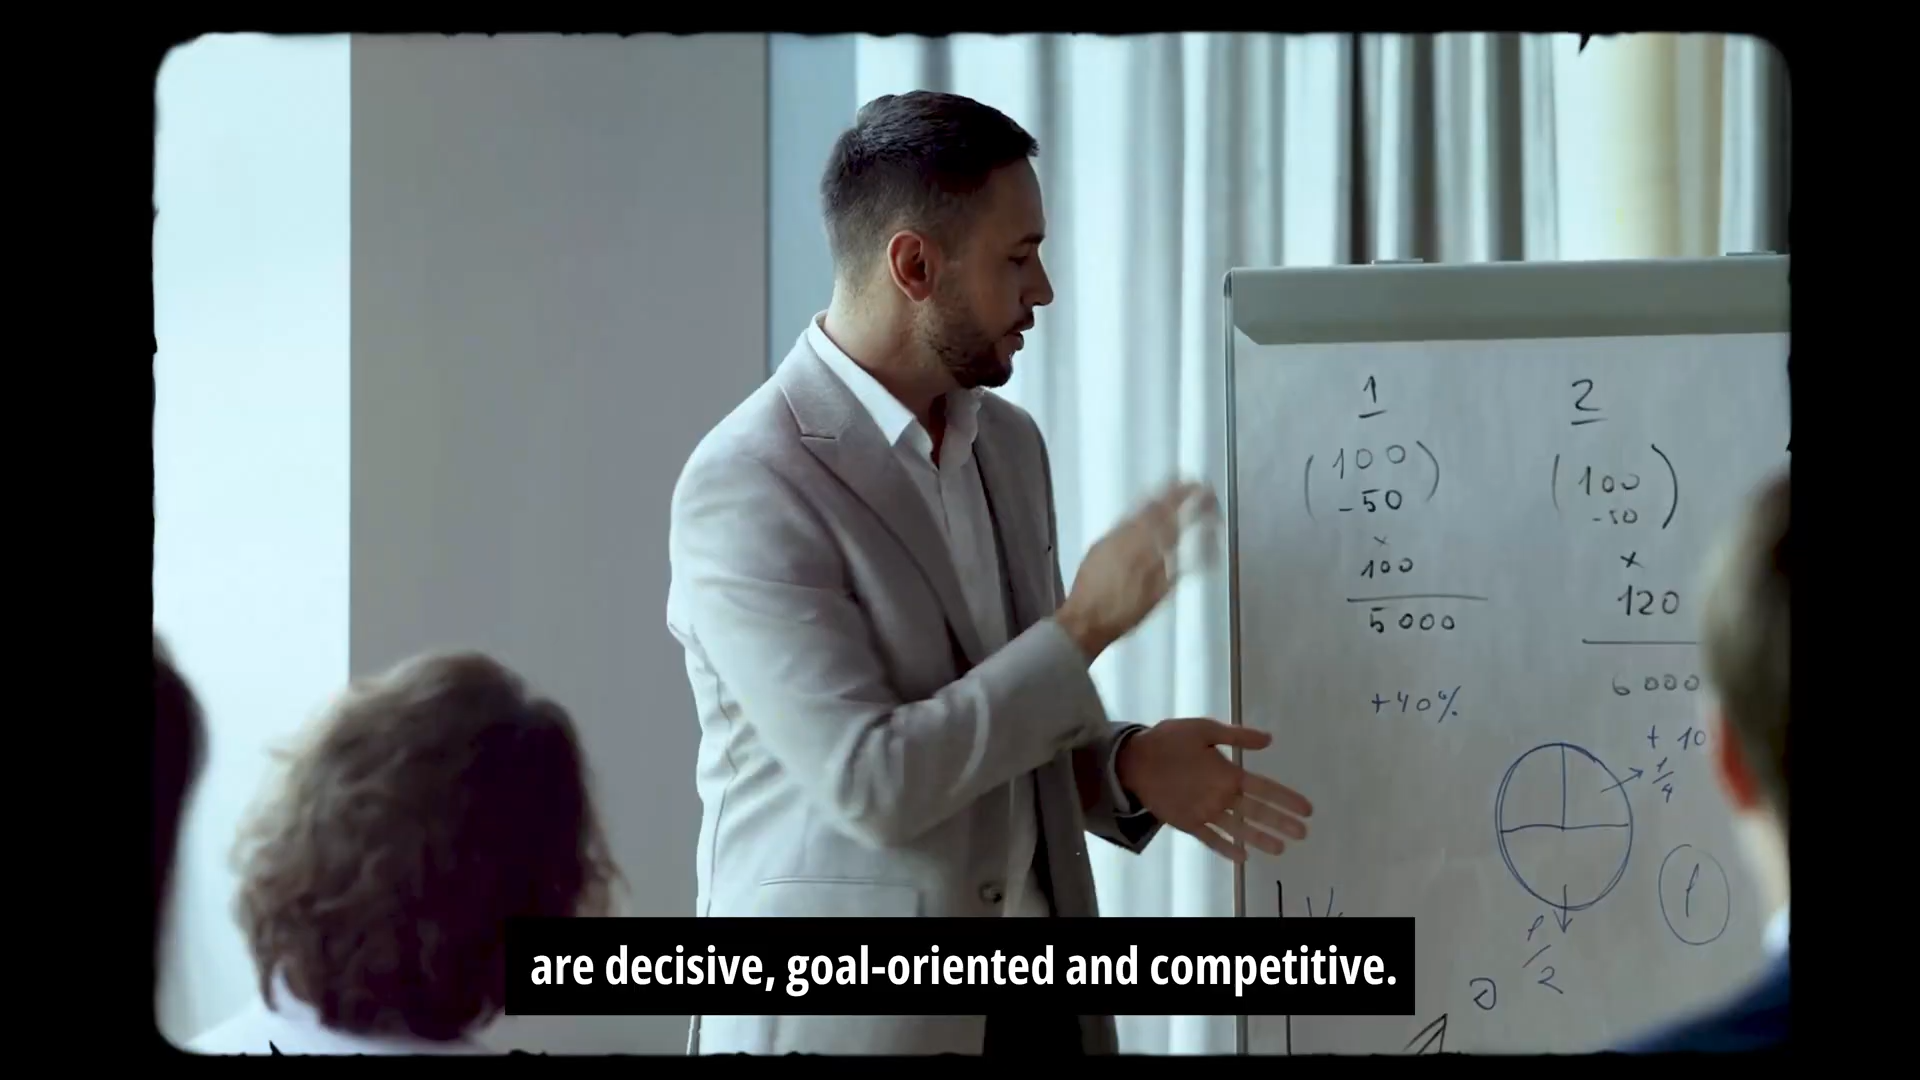 1 2
(100 -50) (100 -50)
x x
100 120
5000 6000
+40% + 10
1/4
1
1/2
are decisive, goal-oriented and competitive.